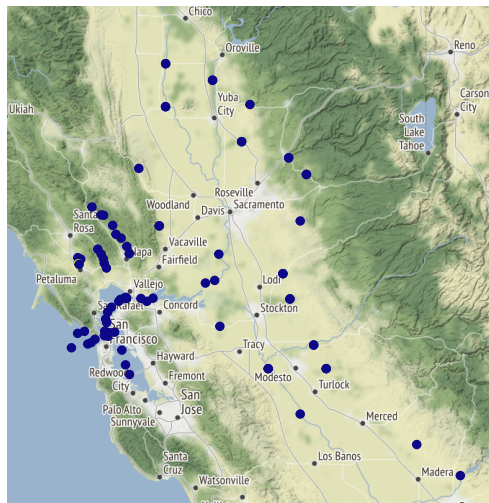 Chico
Oroville
Reno
Ukiah
Yuba
City
Carson
City
South
Lake
Tahoe
Roseville
Woodland
Sacramento
Santa
Rosa
Davis
Napa
Vacaville
Fairfield
Petaluma
Vallejo
Lodi
San Rafael
Concord
Stockton
San
Francisco
Tracy
Hayward
Modesto
Redwood
City
Fremont
Turlock
Palo Alto
San
Jose
Sunnyvale
Merced
Santa
Cruz
Los Banos
Madera
Watsonville